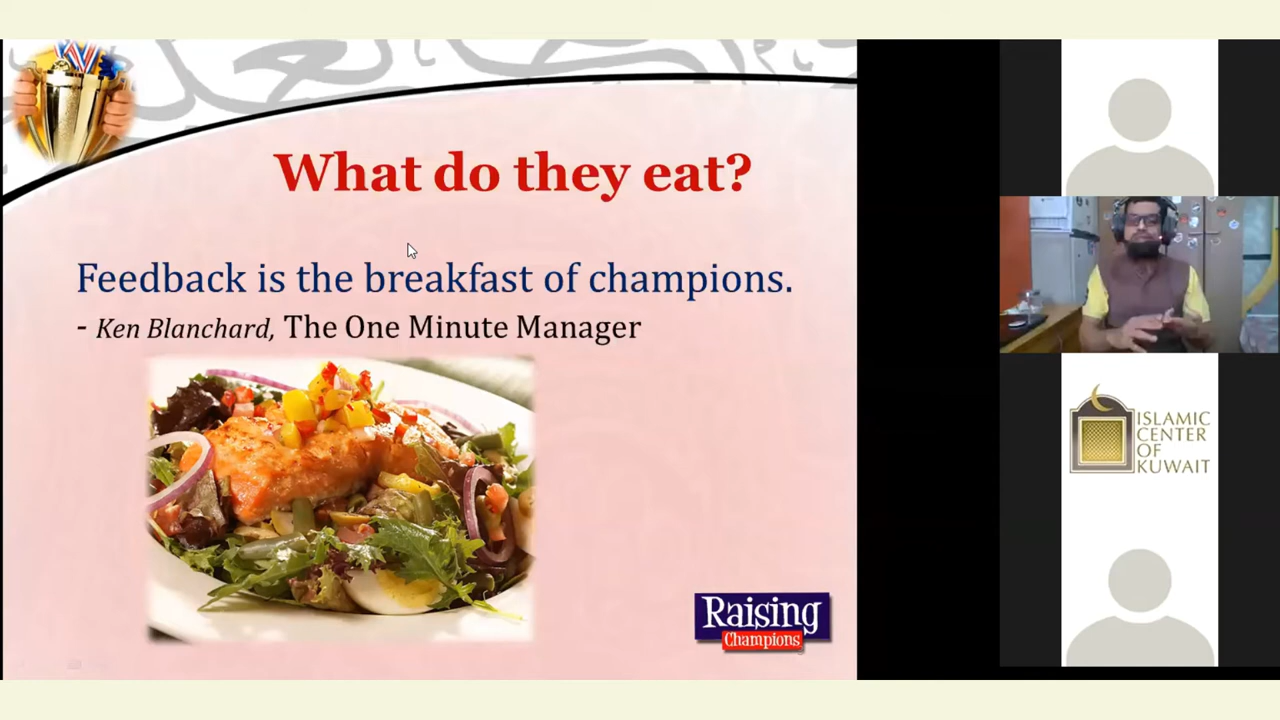 What do they eat?
Feedback is the breakfast of champions.
- Ken Blanchard, The One Minute Manager
Raising
Champions
ISLAMIC
CENTER
OF
KUWAIT